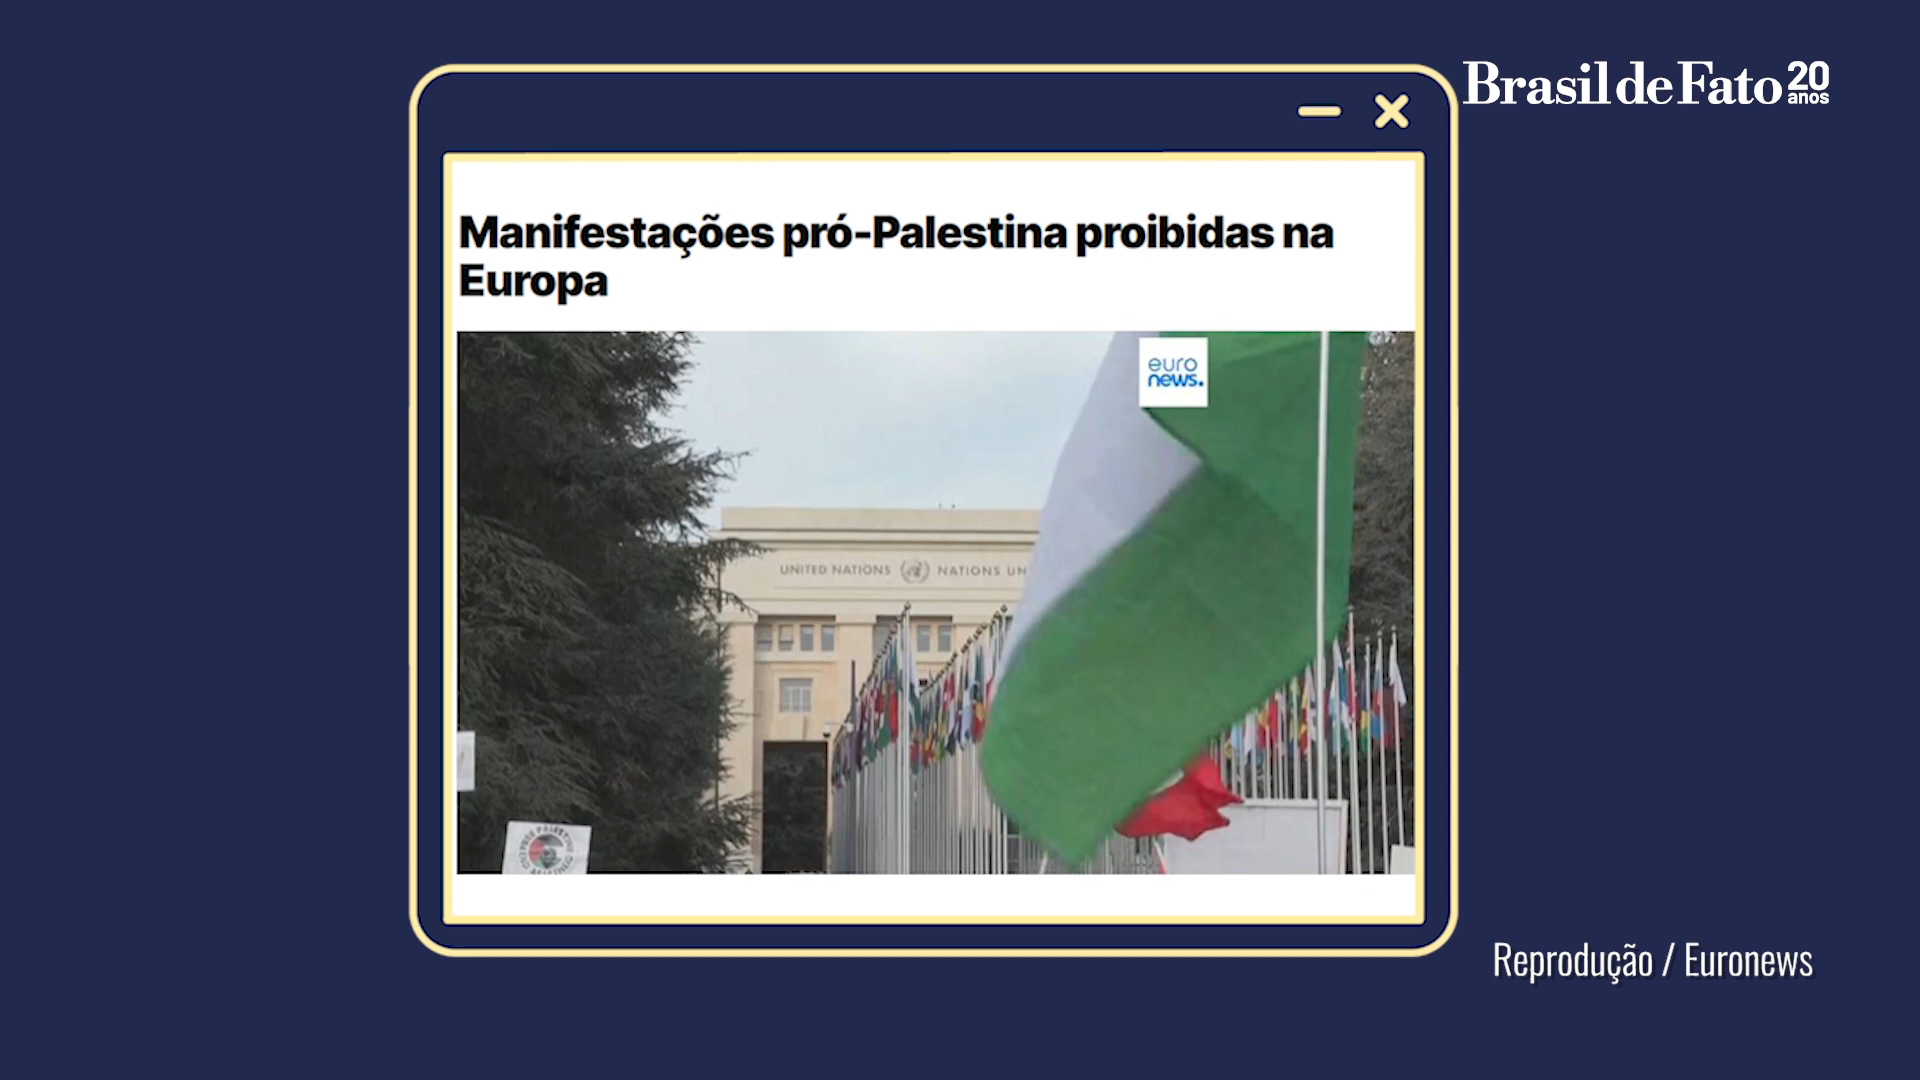 Brasil de Fato 20 anos
Manifestações pró-Palestina proibidas na
Europa
euro
news.
UNITED NATIONS NATIONS UN
Reprodução / Euronews